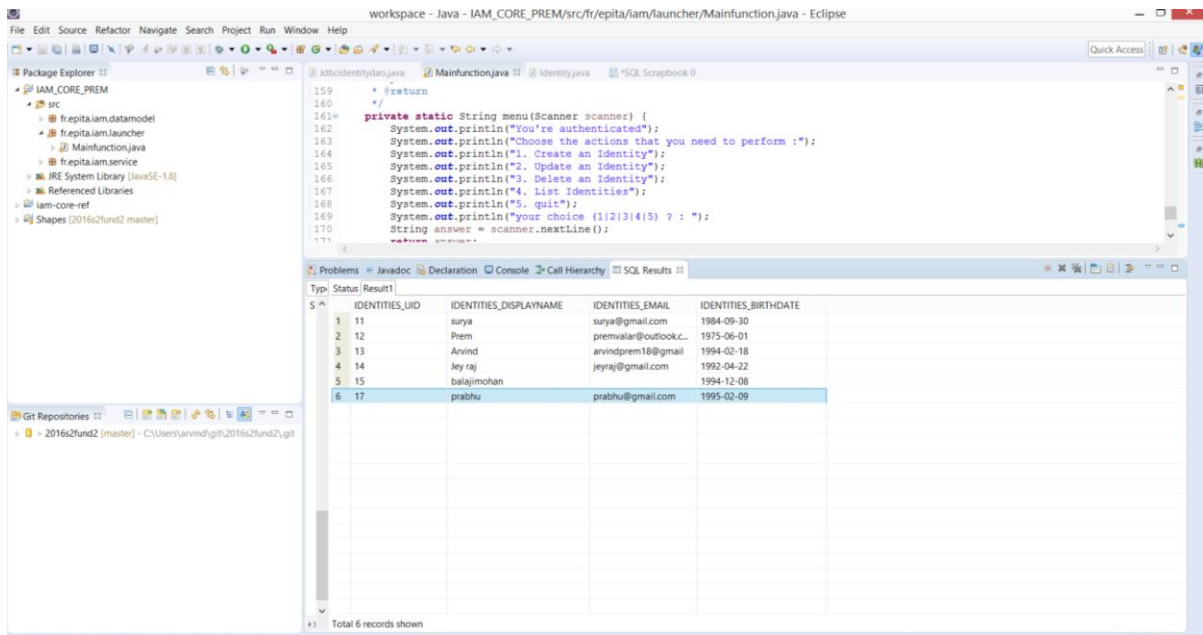 workspace - Java - IAM_CORE_PREM/src/fr/epita/iam/launcher/Mainfunction.java - Eclipse
File Edit Source Refactor Navigate Search Project Run Window Help
Quick Access
Package Explorer
IAM_CORE_PREM
src
fr.epita.iam.datamodel
fr.epita.iam.launcher
Mainfunction.java
fr.epita.iam.service
JRE System Library [JavaSE-1.8]
Referenced Libraries
iam-core-ref
Shapes [2016s2fund2 master]
Git Repositories
> 2016s2fund2 [master] - C:\Users\arvind\git\2016s2fund2\.git
Jdbcidentitydao.java Mainfunction.java Identity.java *SQL Scrapbook 0
159 * @return
160 */
161 private static String menu(Scanner scanner) {
162 System.out.println("You're authenticated");
163 System.out.println("Choose the actions that you need to perform :");
164 System.out.println("1. Create an Identity");
165 System.out.println("2. Update an Identity");
166 System.out.println("3. Delete an Identity");
167 System.out.println("4. List Identities");
168 System.out.println("5. quit");
169 System.out.println("your choice (1|2|3|4|5) ? : ");
170 String answer = scanner.nextLine();
171 return answer;
Problems Javadoc Declaration Console Call Hierarchy SQL Results
Typ Status Result1
S IDENTITIES_UID IDENTITIES_DISPLAYNAME IDENTITIES_EMAIL IDENTITIES_BIRTHDATE
1 11 surya surya@gmail.com 1984-09-30
2 12 Prem premvalar@outlook.c... 1975-06-01
3 13 Arvind arvindprem18@gmail 1994-02-18
4 14 Jey raj jeyraj@gmail.com 1992-04-22
5 15 balajimohan 1994-12-08
6 17 prabhu prabhu@gmail.com 1995-02-09
Total 6 records shown